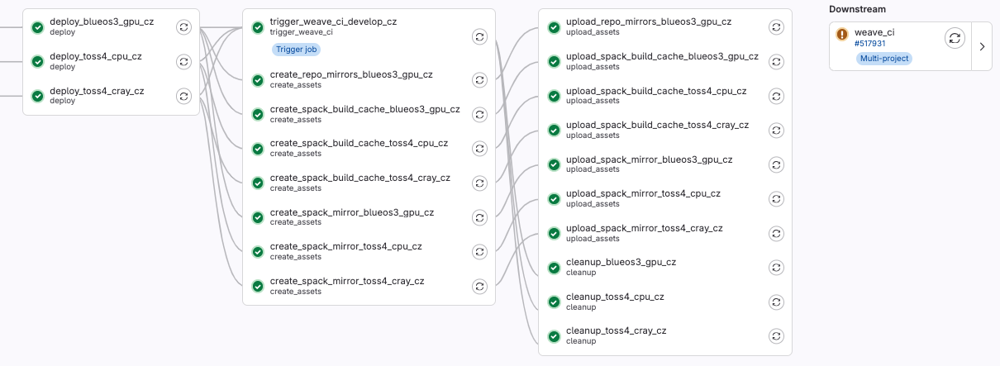 deploy_blueos3_gpu_cz
deploy
deploy_toss4_cpu_cz
deploy
deploy_toss4_cray_cz
deploy
trigger_weave_ci_develop_cz
trigger_weave_ci
Trigger job
create_repo_mirrors_blueos3_gpu_cz
create_assets
create_spack_build_cache_blueos3_gpu_cz
create_assets
create_spack_build_cache_toss4_cpu_cz
create_assets
create_spack_build_cache_toss4_cray_cz
create_assets
create_spack_mirror_blueos3_gpu_cz
create_assets
create_spack_mirror_toss4_cpu_cz
create_assets
create_spack_mirror_toss4_cray_cz
create_assets
upload_repo_mirrors_blueos3_gpu_cz
upload_assets
upload_spack_build_cache_blueos3_gpu_cz
upload_assets
upload_spack_build_cache_toss4_cpu_cz
upload_assets
upload_spack_build_cache_toss4_cray_cz
upload_assets
upload_spack_mirror_blueos3_gpu_cz
upload_assets
upload_spack_mirror_toss4_cpu_cz
upload_assets
upload_spack_mirror_toss4_cray_cz
upload_assets
cleanup_blueos3_gpu_cz
cleanup
cleanup_toss4_cpu_cz
cleanup
cleanup_toss4_cray_cz
cleanup
Downstream
weave_ci
#517931
Multi-project